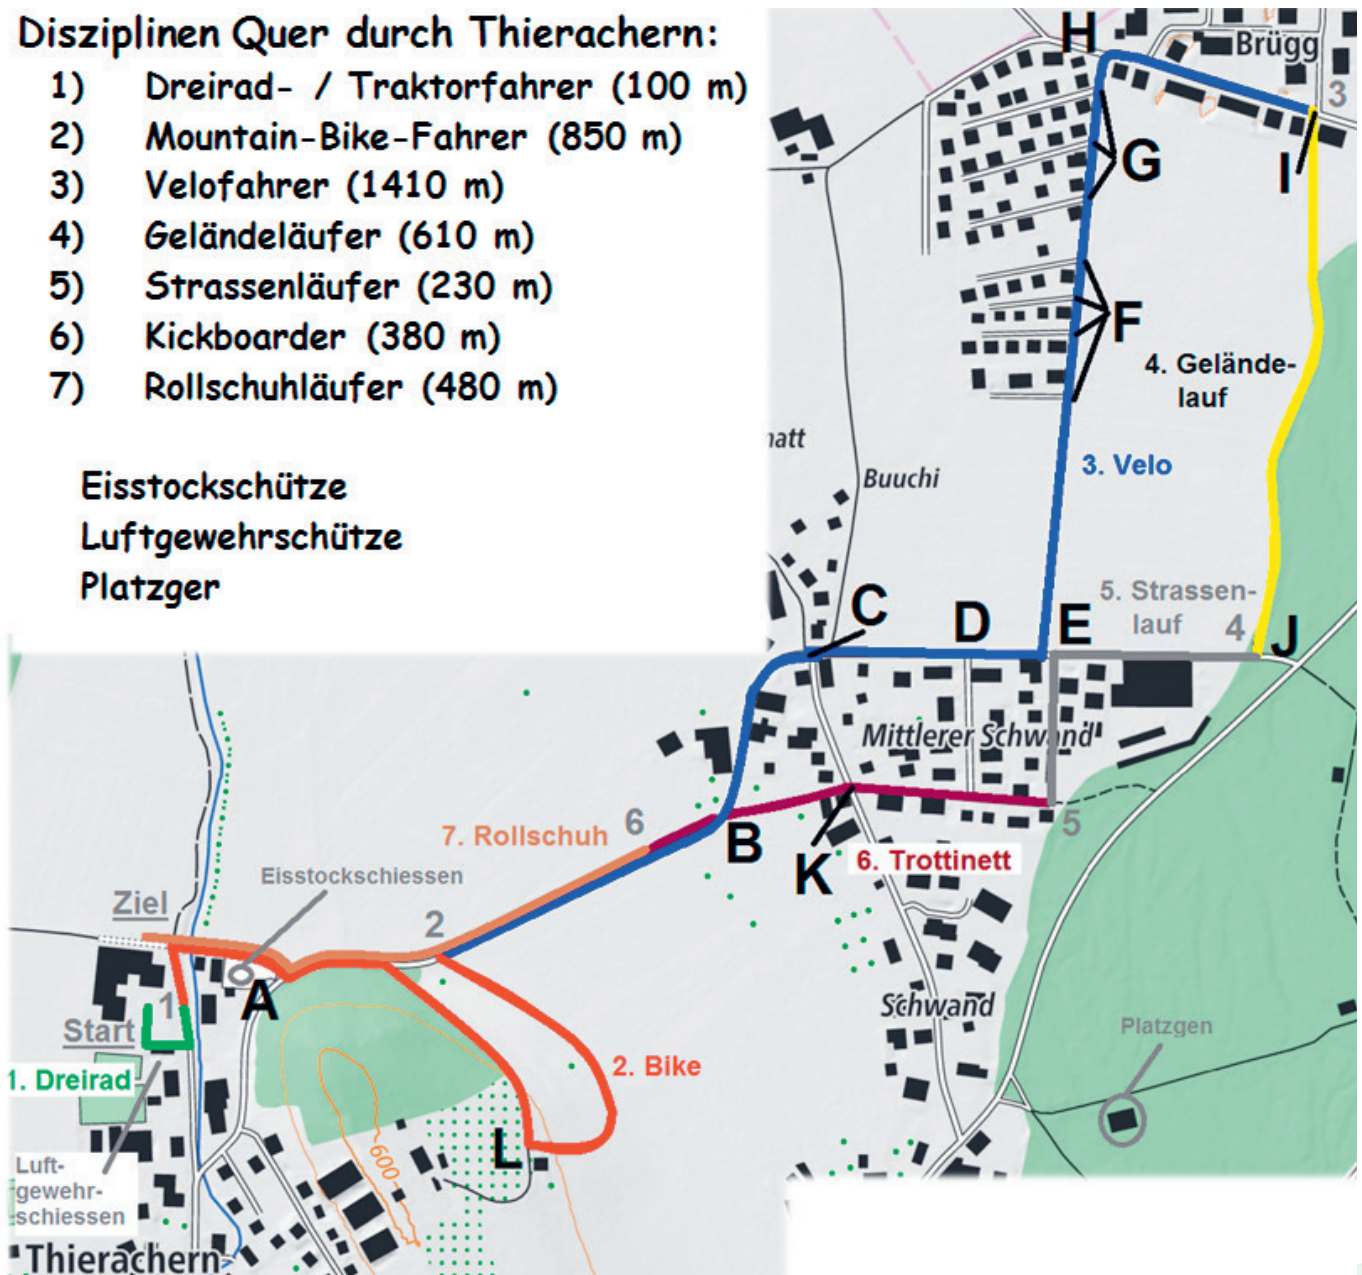 Disziplinen Quer durch Thierachern:
1) Dreirad- / Traktorfahrer (100 m)
2) Mountain-Bike-Fahrer (850 m)
3) Velofahrer (1410 m)
4) Geländeläufer (610 m)
5) Strassenläufer (230 m)
6) Kickboarder (380 m)
7) Rollschuhläufer (480 m)
Eisstockschütze
Luftgewehrschütze
Platzger
H
Brügg
3
G
I
F
4. Gelände-
lauf
natt
3. Velo
Buuchi
C
D
E
5. Strassen-
lauf
4
J
Mittlerer Schwand
7. Rollschuh
6
B
K
5
6. Trottinett
Eisstockschiessen
Ziel
2
A
1
Start
Schwand
Platzgen
1. Dreirad
2. Bike
L
600
Luft-
gewehr-
schiessen
Thierachern